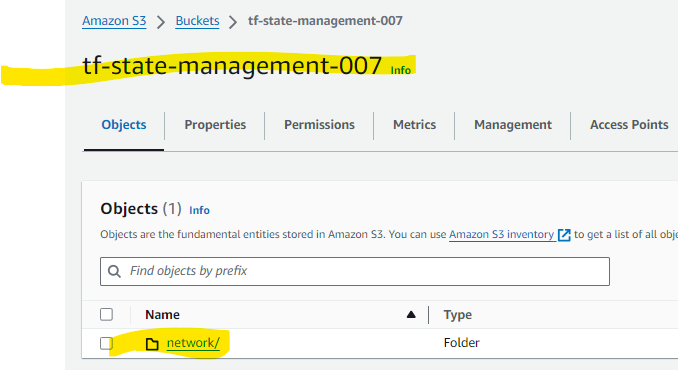 Amazon S3 > Buckets > tf-state-management-007
tf-state-management-007 Info
Objects Properties Permissions Metrics Management Access Points
Objects (1) Info
Objects are the fundamental entities stored in Amazon S3. You can use Amazon S3 inventory to get a list of all obje
Find objects by prefix
Name Type
network/ Folder